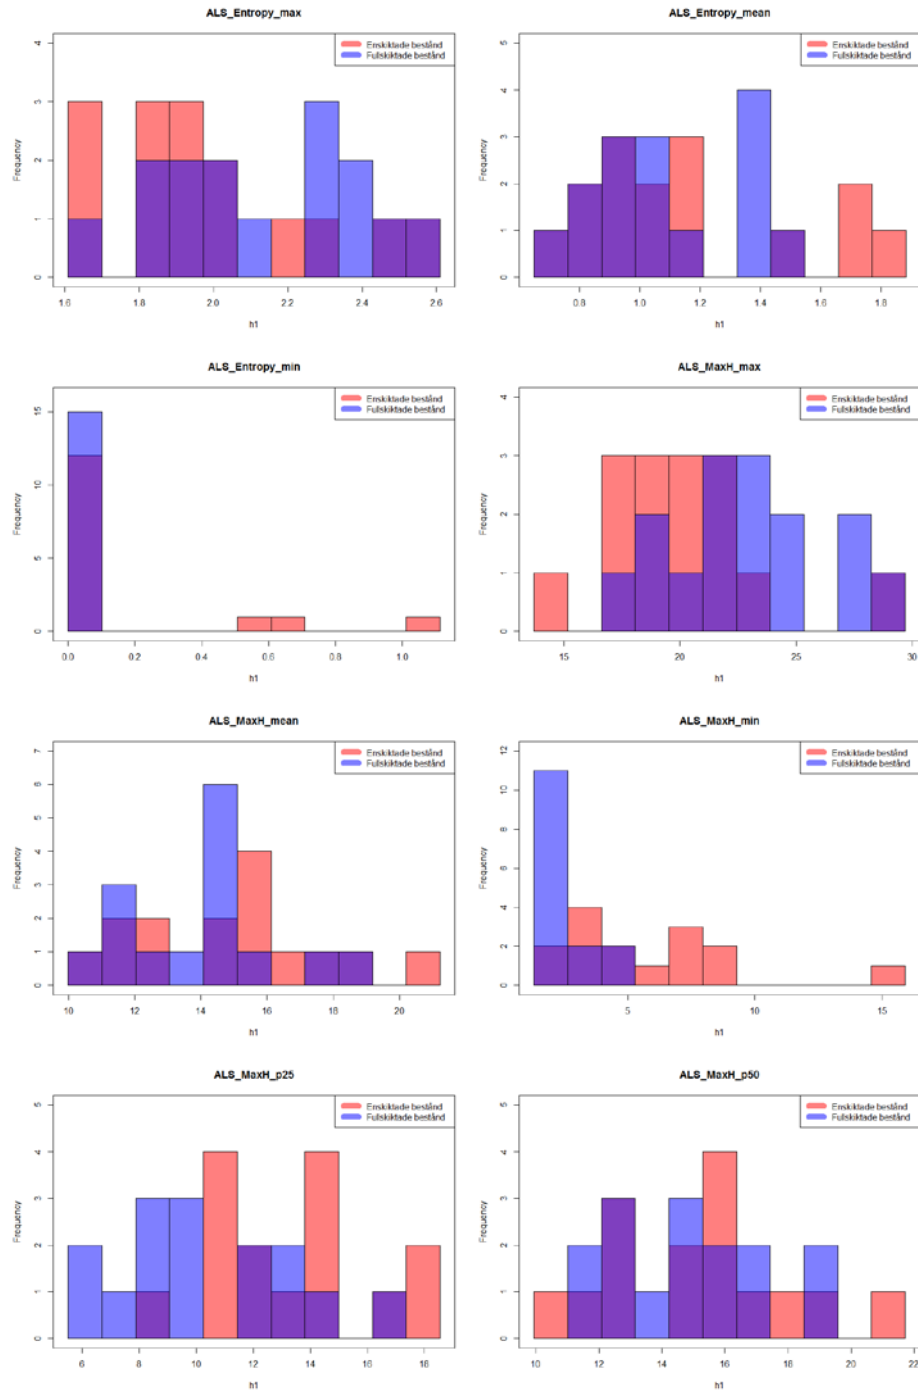 ALS_Entropy_max
Enskiktade bestånd
Fullskiktade bestånd
Frequency
0 1 2 3 4
1.6 1.8 2.0 2.2 2.4 2.6
h1
ALS_Entropy_mean
Enskiktade bestånd
Fullskiktade bestånd
Frequency
0 1 2 3 4 5
0.8 1.0 1.2 1.4 1.6 1.8
h1
ALS_Entropy_min
Enskiktade bestånd
Fullskiktade bestånd
Frequency
0 5 10 15
0.0 0.2 0.4 0.6 0.8 1.0
h1
ALS_MaxH_max
Enskiktade bestånd
Fullskiktade bestånd
Frequency
0 1 2 3 4
15 20 25 30
h1
ALS_MaxH_mean
Enskiktade bestånd
Fullskiktade bestånd
Frequency
0 1 2 3 4 5 6 7
10 12 14 16 18 20
h1
ALS_MaxH_min
Enskiktade bestånd
Fullskiktade bestånd
Frequency
0 2 4 6 8 10 12
5 10 15
h1
ALS_MaxH_p25
Enskiktade bestånd
Fullskiktade bestånd
Frequency
0 1 2 3 4 5
6 8 10 12 14 16 18
h1
ALS_MaxH_p50
Enskiktade bestånd
Fullskiktade bestånd
Frequency
0 1 2 3 4 5
10 12 14 16 18 20 22
h1